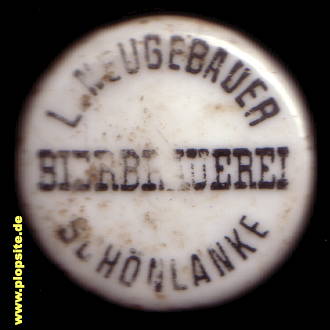 L. NEUGEBAUER
BIERBRAUEREI
SCHÖNLANKE
© www.plopsite.de